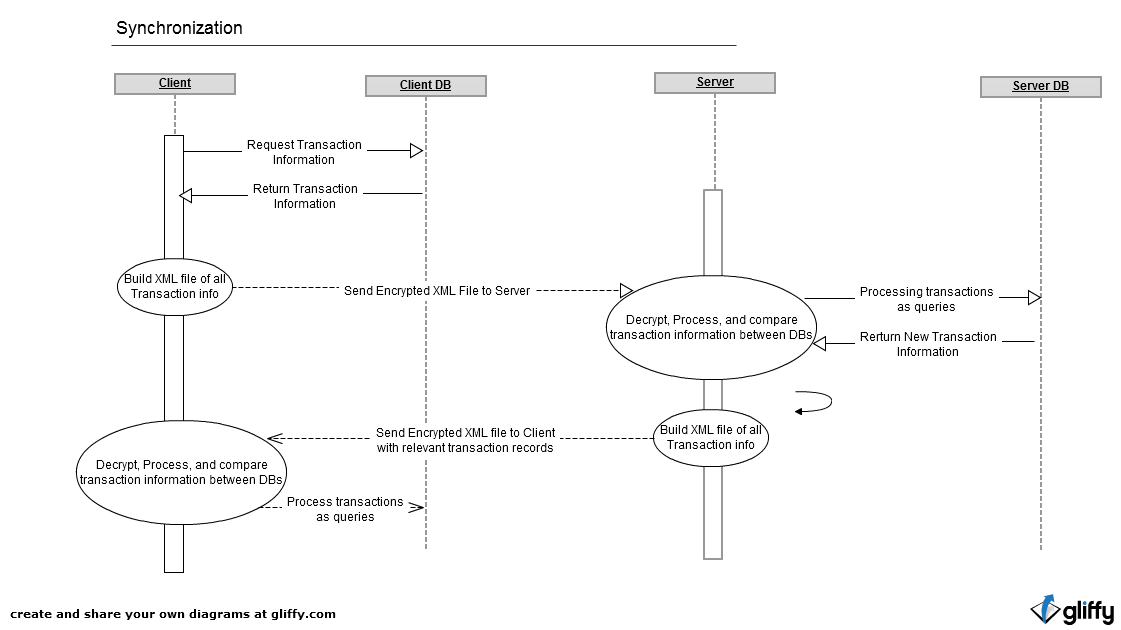 Synchronization
Client
Client DB
Server
Server DB
Request Transaction
Information
Return Transaction
Information
Build XML file of all
Transaction info
Send Encrypted XML File to Server
Decrypt, Process, and compare
transaction information between DBs
Processing transactions
as queries
Rerturn New Transaction
Information
Build XML file of all
Transaction info
Send Encrypted XML file to Client
with relevant transaction records
Decrypt, Process, and compare
transaction information between DBs
Process transactions
as queries
create and share your own diagrams at gliffy.com
gliffy